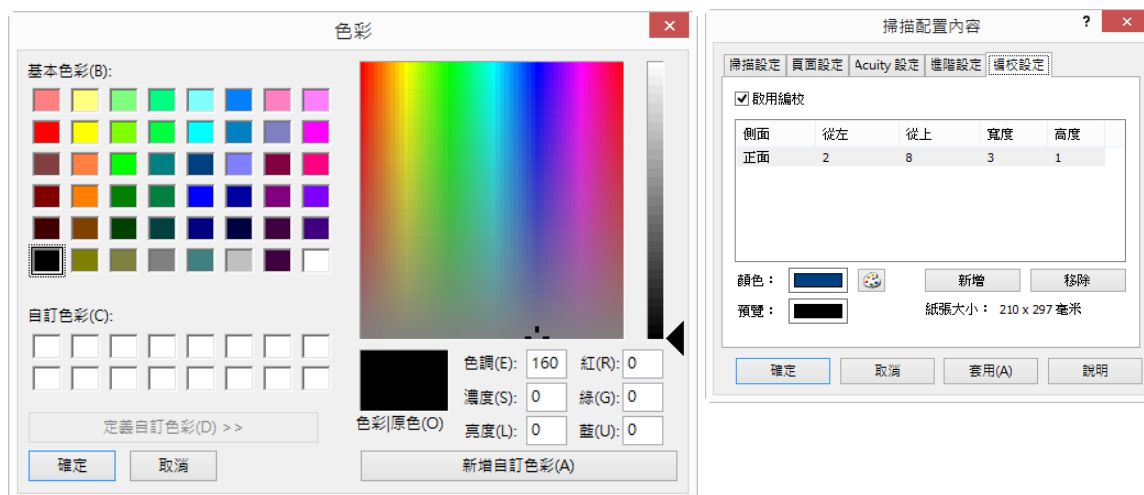 色彩
基本色彩(B):
自訂色彩(C):
定義自訂色彩(D) >>
確定 取消
色彩|原色(O)
色調(E): 160 紅(R): 0
濃度(S): 0 綠(G): 0
亮度(L): 0 藍(U): 0
新增自訂色彩(A)
掃描配置內容 ?
掃描設定 頁面設定 Acuity 設定 進階設定 編校設定
啟用編校
側面 從左 從上 寬度 高度
正面 2 8 3 1
顏色： 新增 移除
預覽： 紙張大小： 210 x 297 毫米
確定 取消 套用(A) 說明